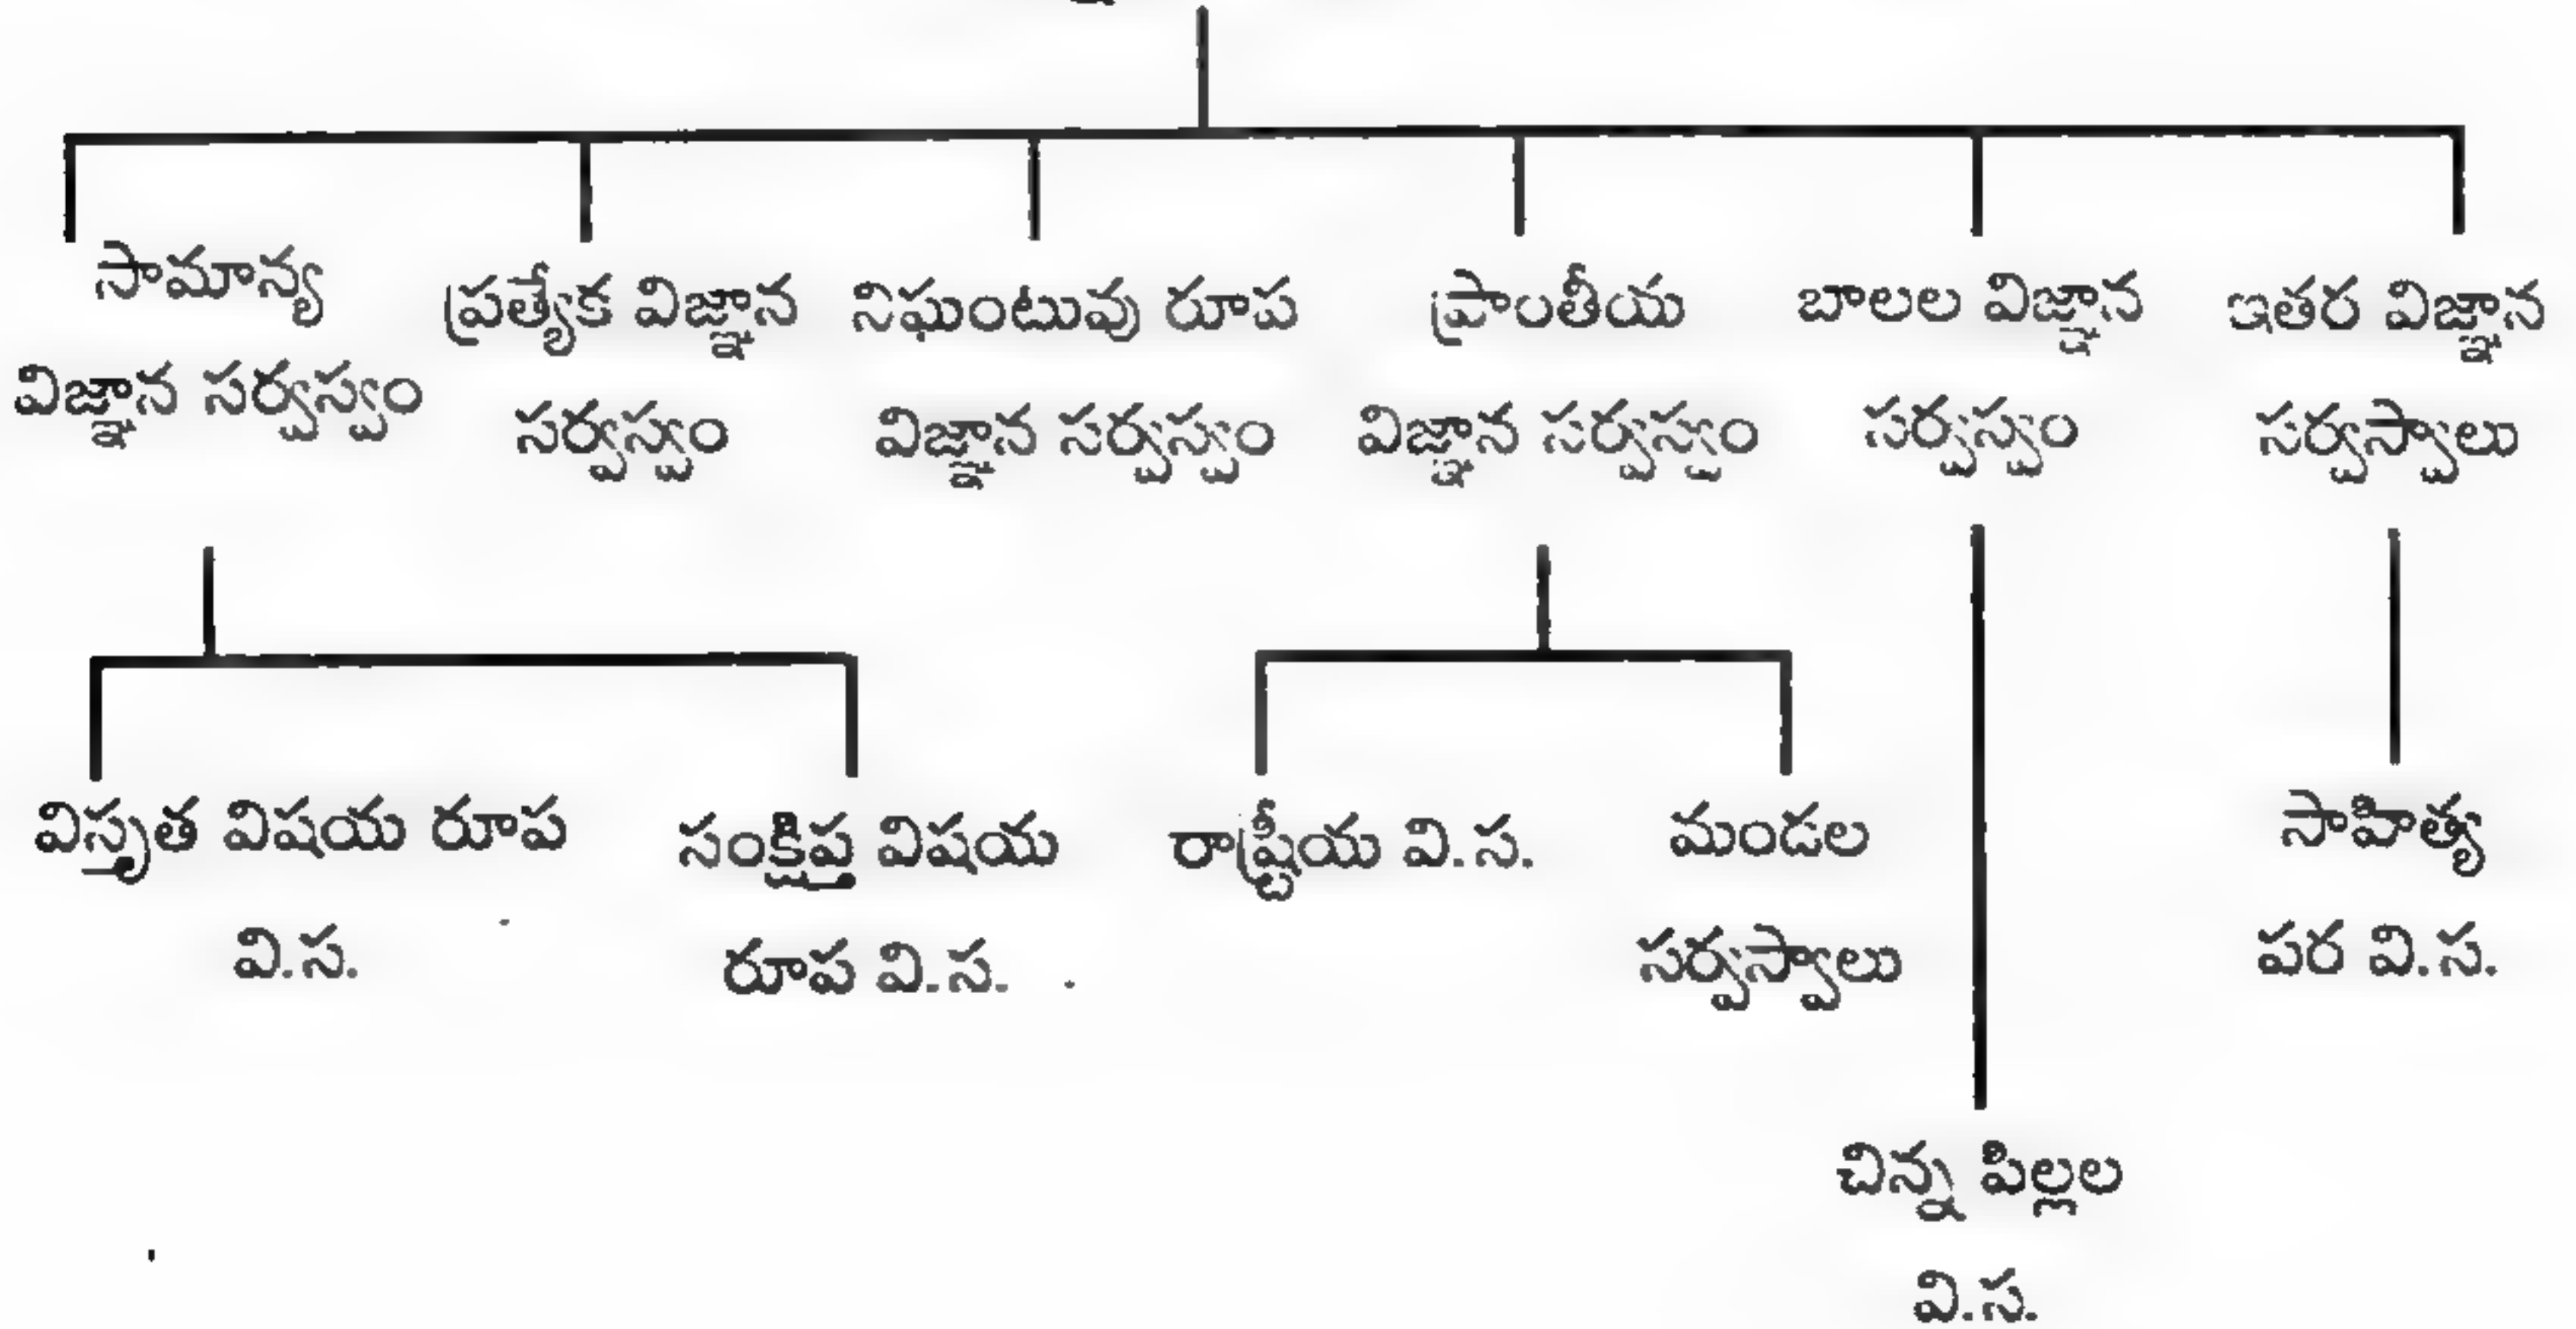 సామాన్య
విజ్ఞాన సర్వస్వం
ప్రత్యేక విజ్ఞాన
సర్వస్వం
నిఘంటువు రూప
విజ్ఞాన సర్వస్వం
ప్రాంతీయ
విజ్ఞాన సర్వస్వం
బాలల విజ్ఞాన
సర్వస్వం
ఇతర విజ్ఞాన
సర్వస్వాలు
విస్తృత విషయ రూప
వి.స.
సంక్షిప్త విషయ
రూప వి.స.
రాష్ట్రీయ వి.స.
మండల
సర్వస్వాలు
సాహిత్య
పర వి.స.
చిన్న పిల్లల
వి.స.